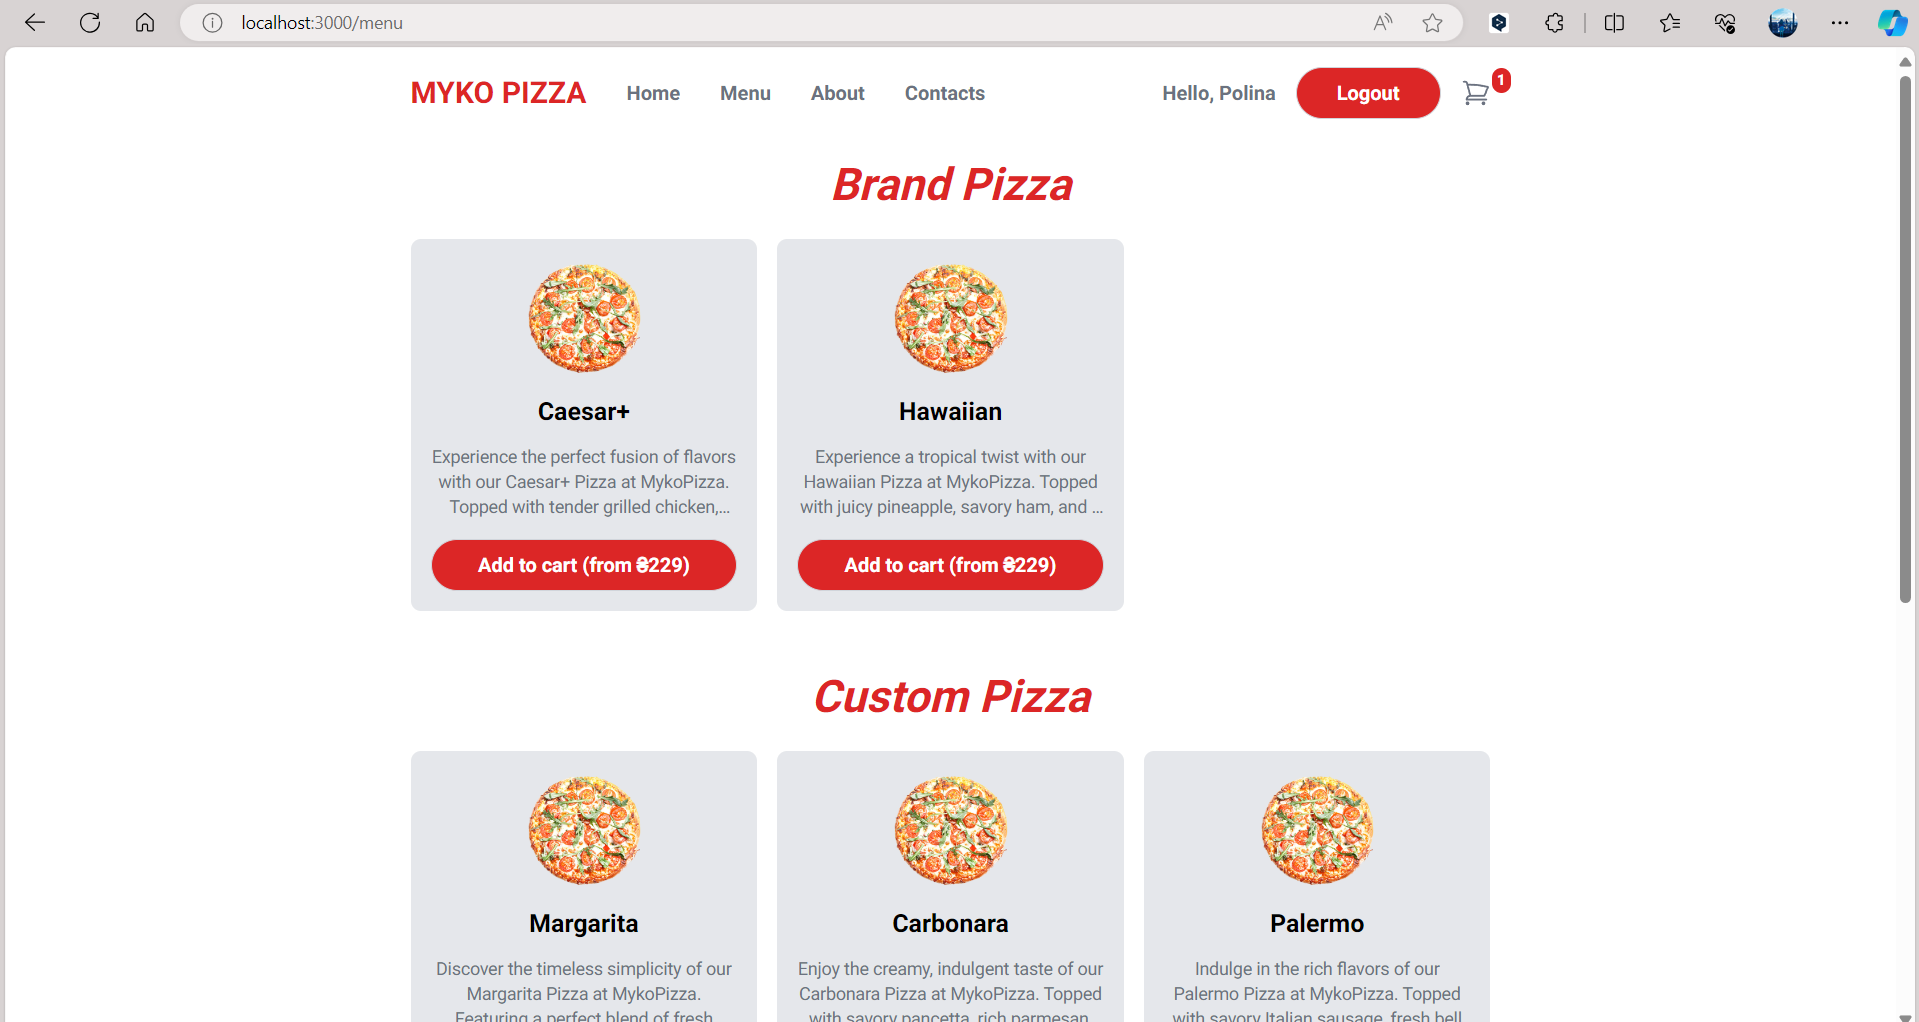 localhost:3000/menu
MYKO PIZZA Home Menu About Contacts Hello, Polina Logout 1
Brand Pizza
Caesar+
Experience the perfect fusion of flavors
with our Caesar+ Pizza at MykoPizza.
Topped with tender grilled chicken,...
Add to cart (from ₴229)
Hawaiian
Experience a tropical twist with our
Hawaiian Pizza at MykoPizza. Topped
with juicy pineapple, savory ham, and ...
Add to cart (from ₴229)
Custom Pizza
Margarita
Discover the timeless simplicity of our
Margarita Pizza at MykoPizza.
Featuring a perfect blend of fresh
Carbonara
Enjoy the creamy, indulgent taste of our
Carbonara Pizza at MykoPizza. Topped
with savory pancetta, rich parmesan
Palermo
Indulge in the rich flavors of our
Palermo Pizza at MykoPizza. Topped
with savory Italian sausage, fresh bell